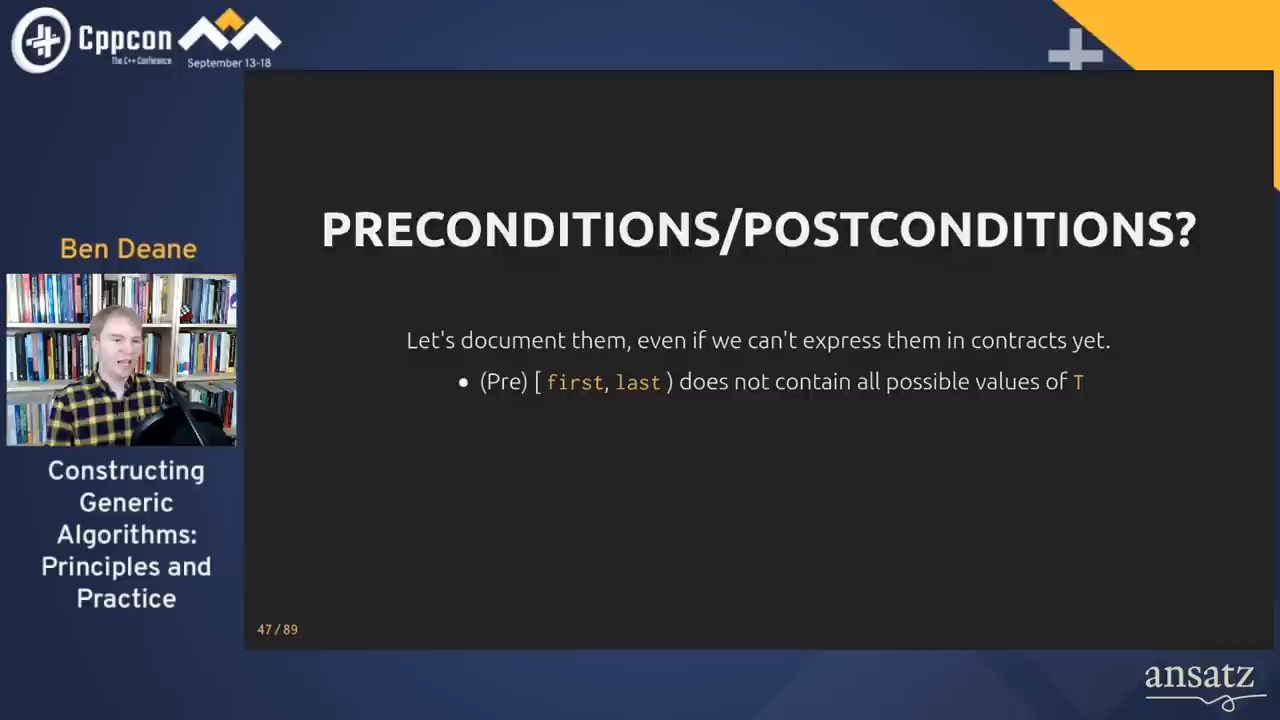 Cppcon
The C++ Conference
September 13-18
Ben Deane
Constructing
Generic
Algorithms:
Principles and
Practice
PRECONDITIONS/POSTCONDITIONS?
Let's document them, even if we can't express them in contracts yet.
• (Pre) [ first, last ) does not contain all possible values of T
47 / 89
ansatz